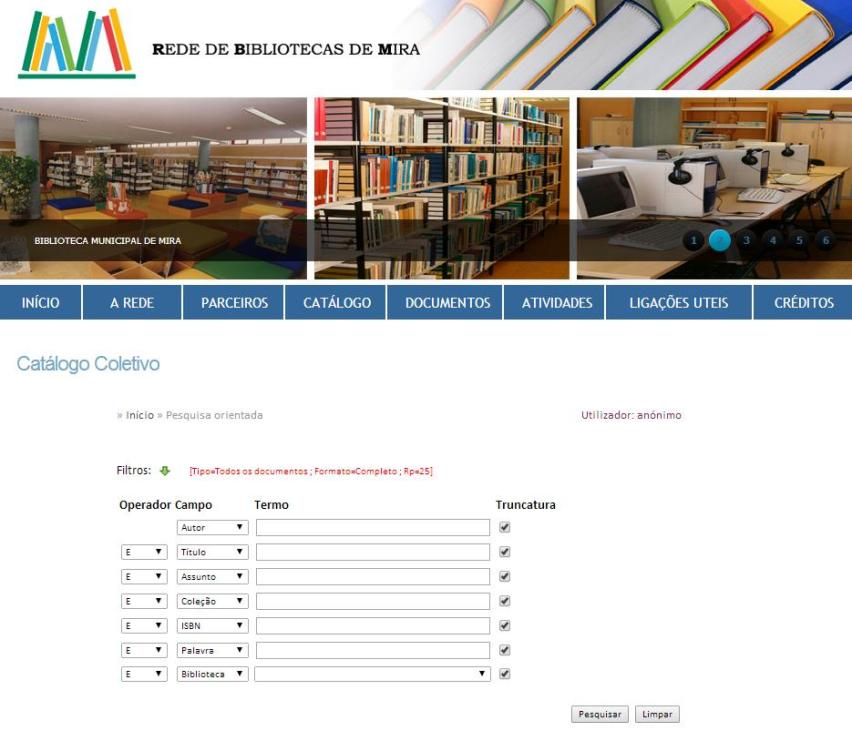 REDE DE BIBLIOTECAS DE MIRA
BIBLIOTECA MUNICIPAL DE MIRA
1 2 3 4 5 6
INÍCIO A REDE PARCEIROS CATÁLOGO DOCUMENTOS ATIVIDADES LIGAÇÕES UTEIS CRÉDITOS
Catálogo Coletivo
» Início » Pesquisa orientada Utilizador: anónimo
Filtros: [Tipo=Todos os documentos ; Formato=Completo ; Rp=25]
Operador Campo Termo Truncatura
Autor
E Título
E Assunto
E Coleção
E ISBN
E Palavra
E Biblioteca
Pesquisar Limpar